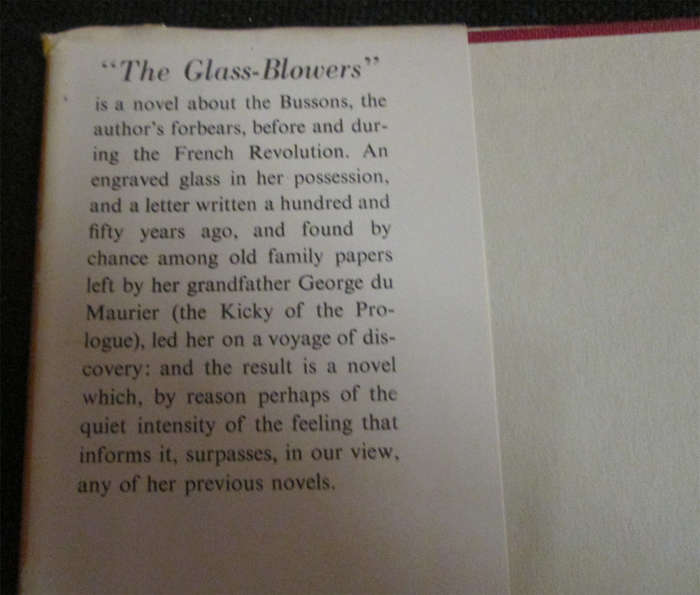 “The Glass-Blowers”
is a novel about the Bussons, the
author's forbears, before and dur-
ing the French Revolution. An
engraved glass in her possession,
and a letter written a hundred and
fifty years ago, and found by
chance among old family papers
left by her grandfather George du
Maurier (the Kicky of the Pro-
logue), led her on a voyage of dis-
covery: and the result is a novel
which, by reason perhaps of the
quiet intensity of the feeling that
informs it, surpasses, in our view,
any of her previous novels.